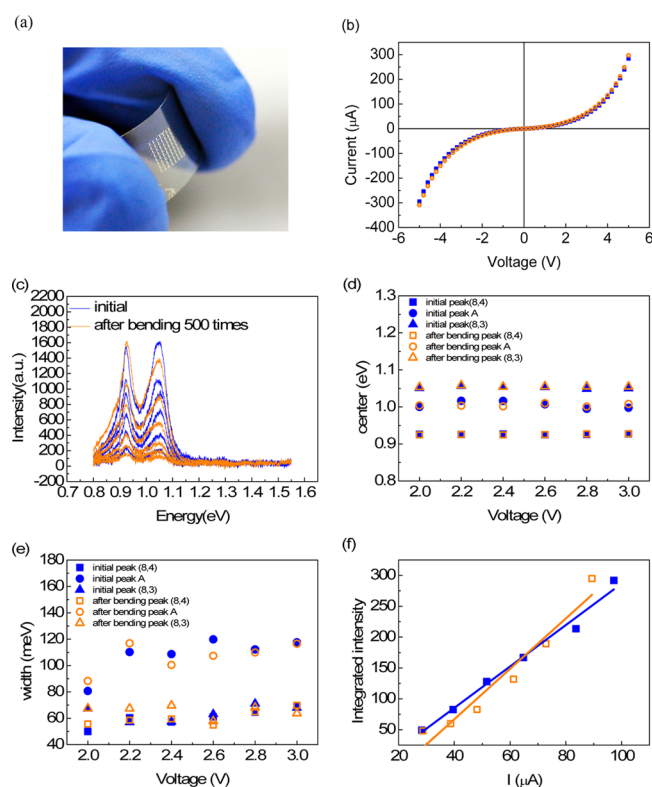 (a)
(b)
300
200
100
0
-100
-200
-300
-400
Current (μA)
-6 -4 -2 0 2 4 6
Voltage (V)
(c)
2200
2000
1800
1600
1400
1200
1000
800
600
400
200
0
-200
Intensity(a.u.)
initial
after bending 500 times
0.7 0.8 0.9 1.0 1.1 1.2 1.3 1.4 1.5 1.6
Energy(eV)
(d)
1.3
1.2
1.1
1.0
0.9
0.8
center (eV)
initial peak(8,4)
initial peak A
initial peak(8,3)
after bending peak (8,4)
after bending peak A
after bending peak (8,3)
2.0 2.2 2.4 2.6 2.8 3.0
Voltage (V)
(e)
180
160
140
120
100
80
60
40
width (meV)
initial peak (8,4)
initial peak A
initial peak (8,3)
after bending peak (8,4)
after bending peak A
after bending peak (8,3)
2.0 2.2 2.4 2.6 2.8 3.0
Voltage (V)
(f)
300
250
200
150
100
50
Integrated intensity
20 40 60 80 100
I (μA)